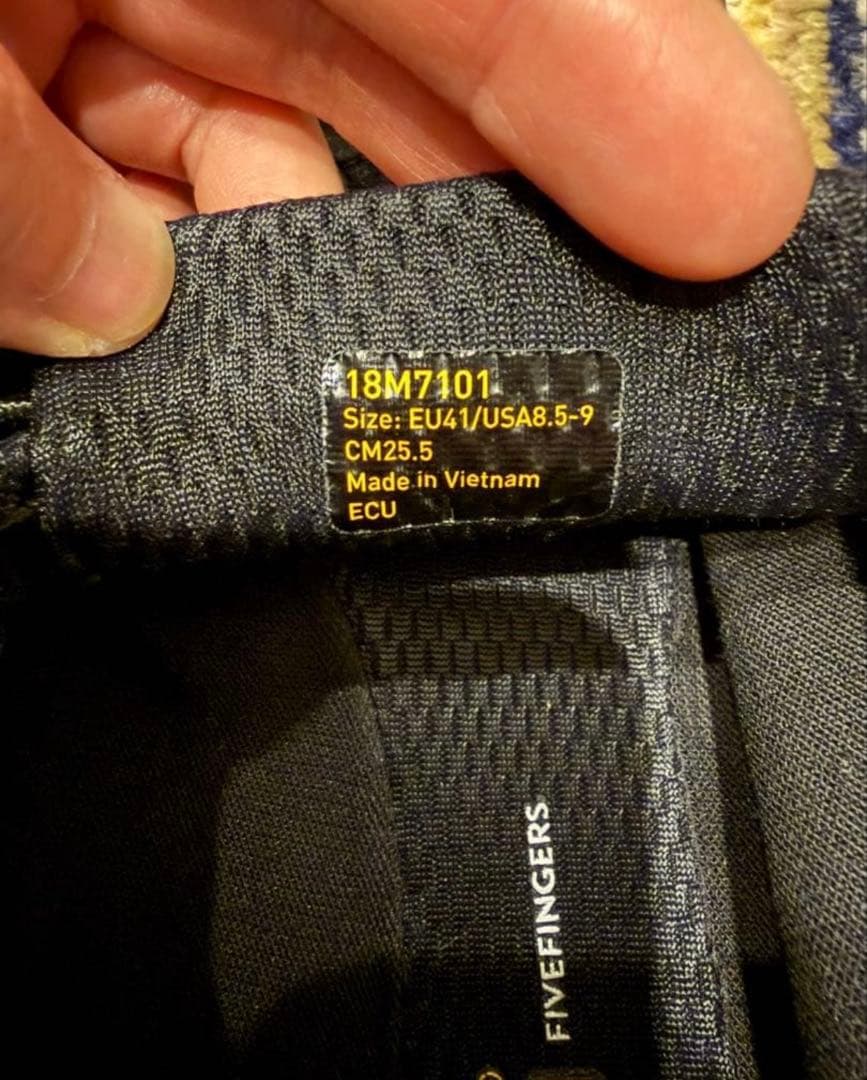 18M7101
Size: EU41/USA8.5-9
CM25.5
Made in Vietnam
ECU
FIVEFINGERS